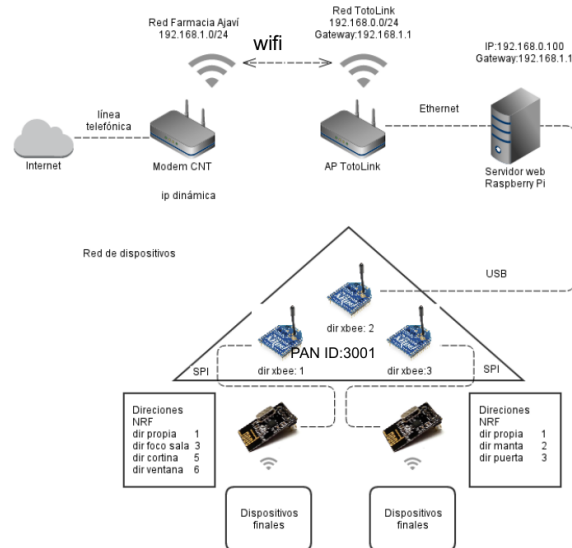 Red Farmacia Ajaví
192.168.1.0/24
wifi
Red TotoLink
192.168.0.0/24
Gateway:192.168.1.1
IP:192.168.0.100
Gateway:192.168.1.1
línea
telefónica
Ethernet
Internet
Modem CNT
AP TotoLink
Servidor web
Raspberry Pi
ip dinámica
Red de dispositivos
USB
dir xbee: 2
PAN ID:3001
SPI
dir xbee: 1
dir xbee:3
SPI
Direciones
NRF
dir propia 1
dir foco sala 3
dir cortina 5
dir ventana 6
Direciones
NRF
dir propia 1
dir manta 2
dir puerta 3
Dispositivos
finales
Dispositivos
finales